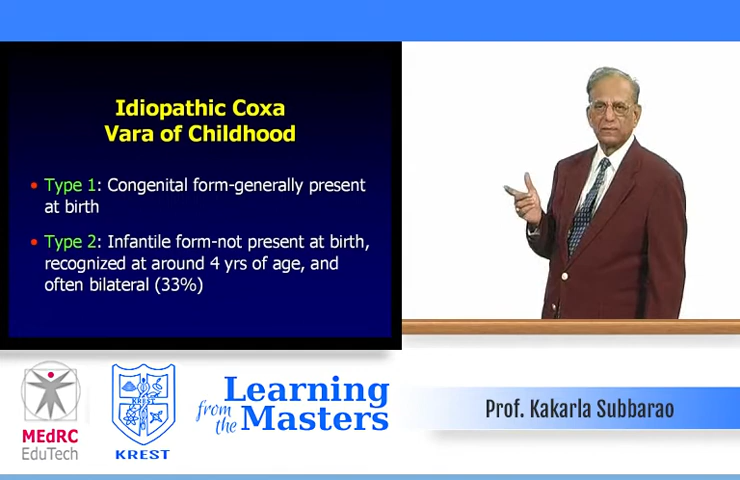 Idiopathic Coxa
Vara of Childhood
• Type 1: Congenital form-generally present
at birth
• Type 2: Infantile form-not present at birth,
recognized at around 4 yrs of age, and
often bilateral (33%)
MEdRC
EduTech
KREST
KREST
Learning
from the
Masters
Prof. Kakarla Subbarao